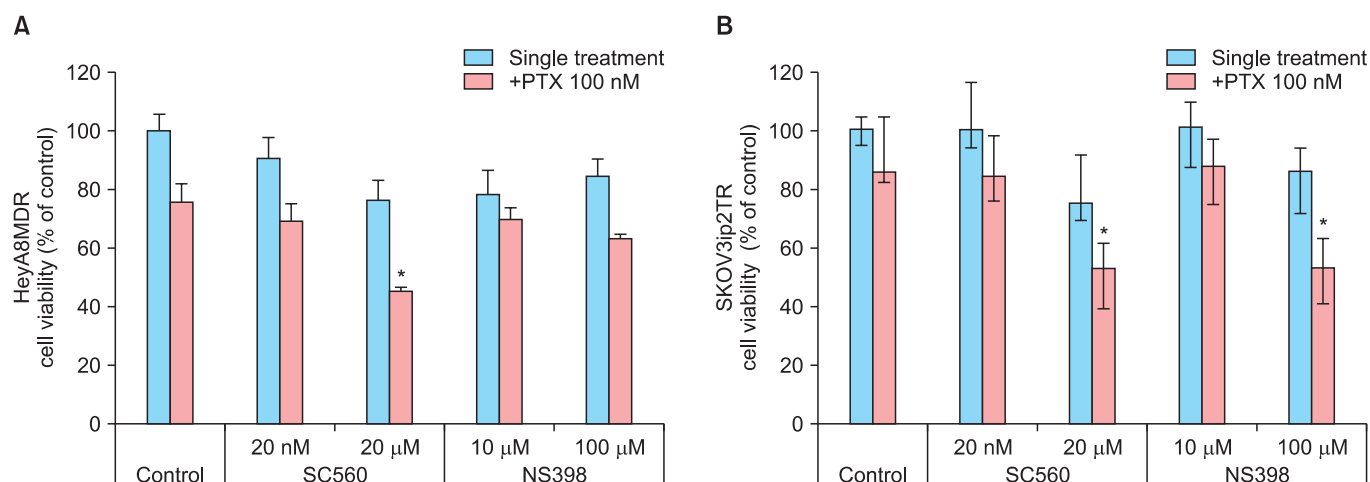 A
Single treatment
+PTX 100 nM
120
100
80
60
40
20
0
HeyA8MDR
cell viability (% of control)
*
20 nM
20 μM
10 μM
100 μM
Control
SC560
NS398
B
Single treatment
+PTX 100 nM
120
100
80
60
40
20
0
SKOV3ip2TR
cell viability (% of control)
*
*
20 nM
20 μM
10 μM
100 μM
Control
SC560
NS398